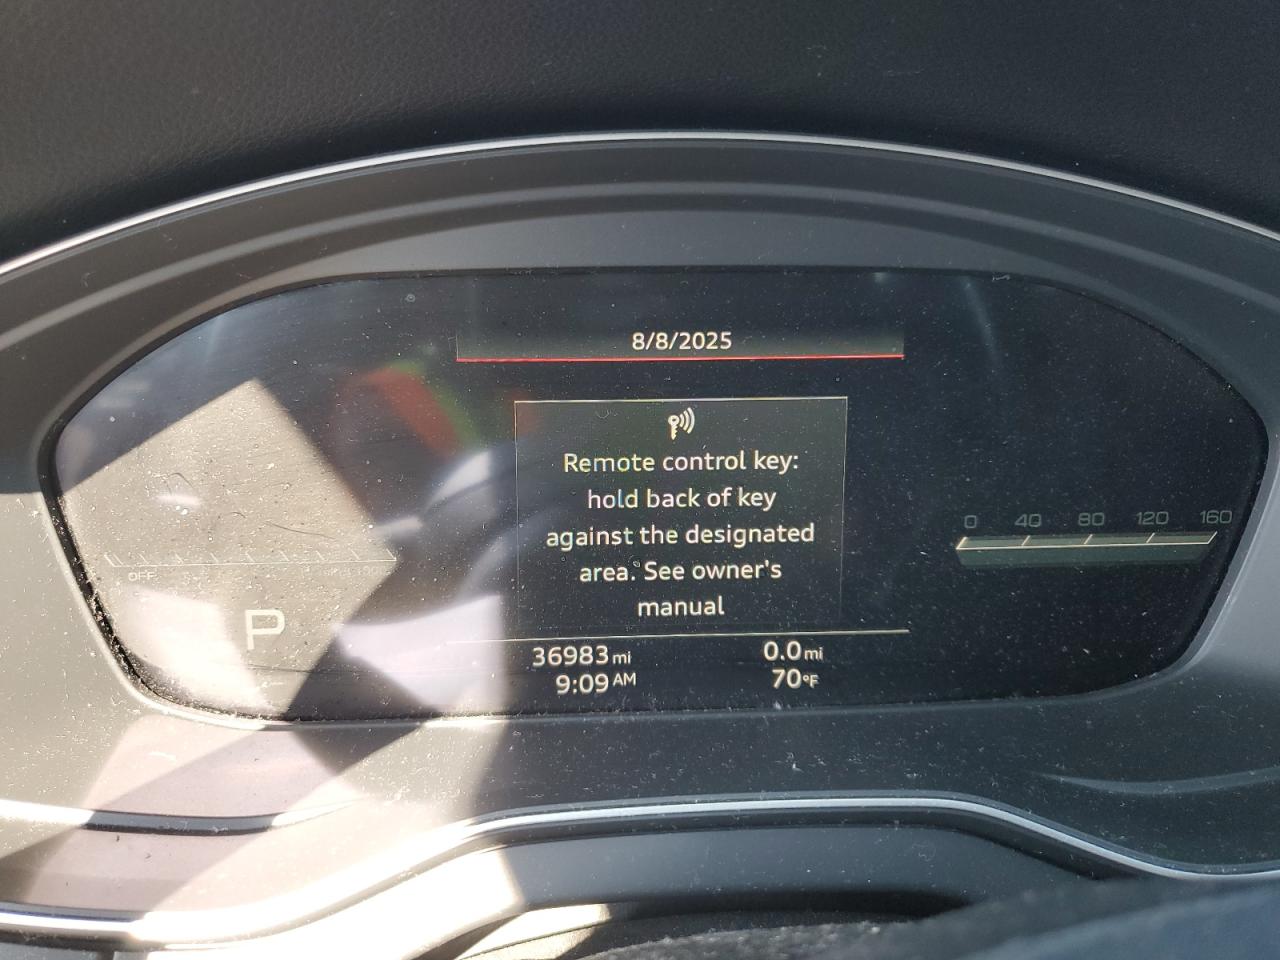 8/8/2025
Remote control key:
hold back of key
against the designated
area. See owner's
manual
0 40 80 120 160
OFF
P
36983 mi 0.0 mi
9:09 AM 70°F